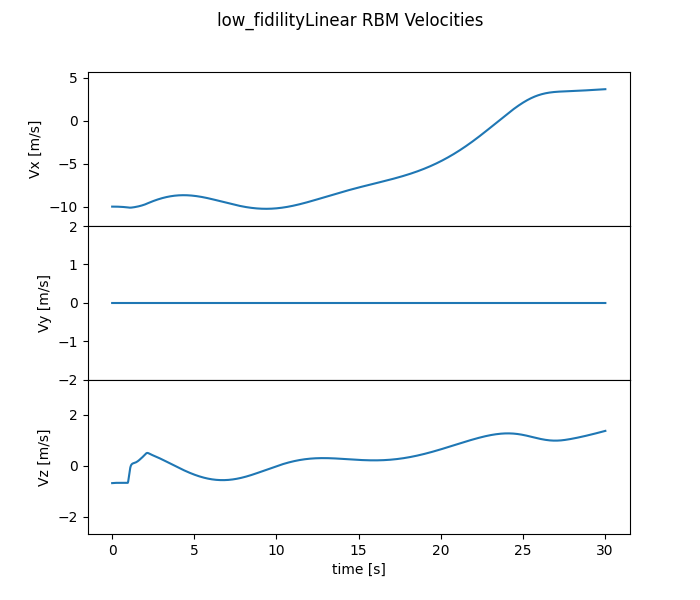 low_fidilityLinear RBM Velocities
5
0
−5
−10
Vx [m/s]
2
1
0
−1
−2
Vy [m/s]
2
0
−2
Vz [m/s]
0 5 10 15 20 25 30
time [s]